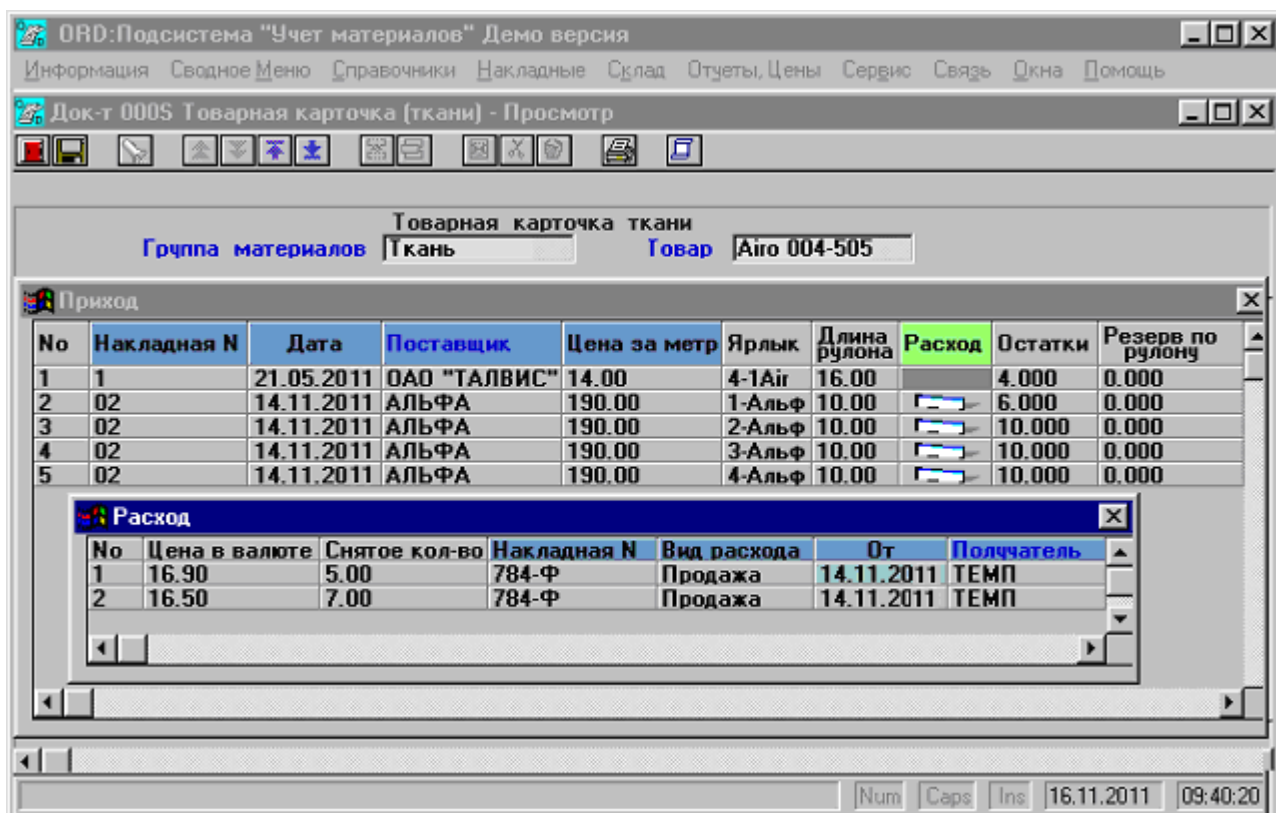 ORD:Подсистема "Учет материалов" Демо версия
Информация Сводное Меню Справочники Накладные Склад Отуеты,Цены Сервис Связь Окна Помощь
Док-т 000S Товарная карточка (ткани) - Просмотр
Товарная карточка ткани
Группа материалов Ткань Товар Airo 004-505
Приход
No Накладная N Дата Поставщик Цена за метр Ярлык Длина рулона Расход Остатки Резерв по рулону
1 1 21.05.2011 ОАО "ТАЛВИС" 14.00 4-1Air 16.00 4.000 0.000
2 02 14.11.2011 АЛЬФА 190.00 1-Альф 10.00 6.000 0.000
3 02 14.11.2011 АЛЬФА 190.00 2-Альф 10.00 10.000 0.000
4 02 14.11.2011 АЛЬФА 190.00 3-Альф 10.00 10.000 0.000
5 02 14.11.2011 АЛЬФА 190.00 4-Альф 10.00 10.000 0.000
Расход
No Цена в валюте Снятое кол-во Накладная N Вид расхода От Получатель
1 16.90 5.00 784-Ф Продажа 14.11.2011 ТЕМП
2 16.50 7.00 784-Ф Продажа 14.11.2011 ТЕМП
Num Caps Ins 16.11.2011 09:40:20